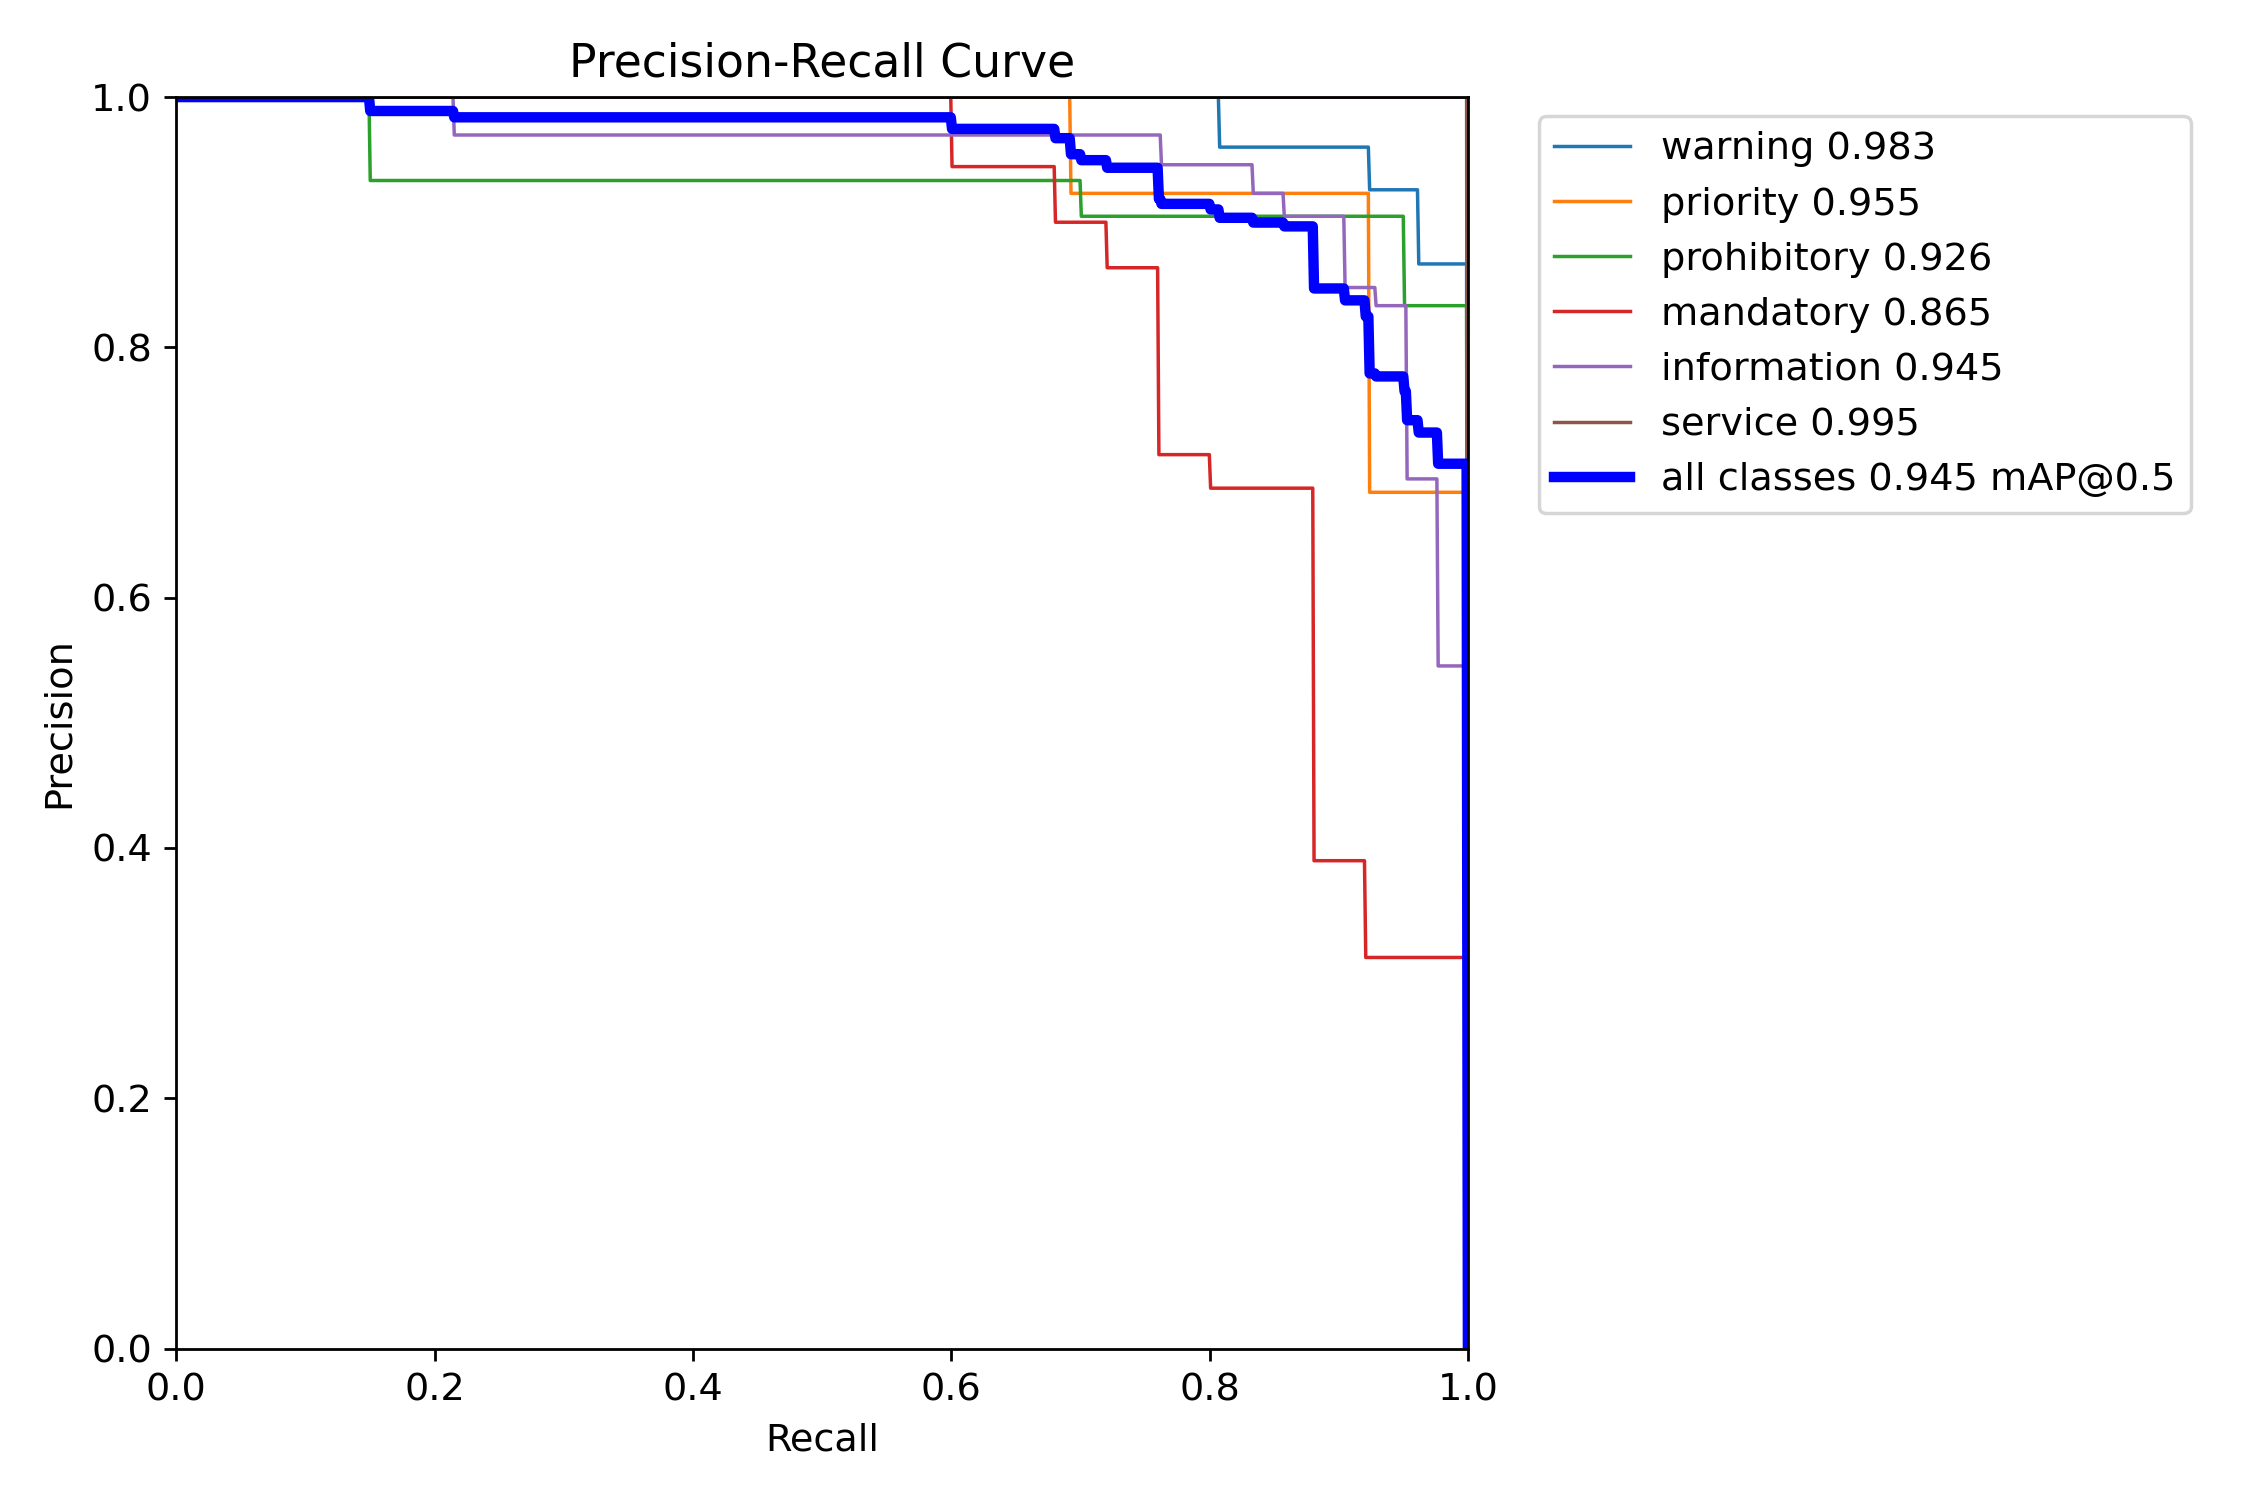 Precision-Recall Curve
1.0
0.8
0.6
0.4
0.2
0.0
Precision
0.0 0.2 0.4 0.6 0.8 1.0
Recall
warning 0.983
priority 0.955
prohibitory 0.926
mandatory 0.865
information 0.945
service 0.995
all classes 0.945 mAP@0.5